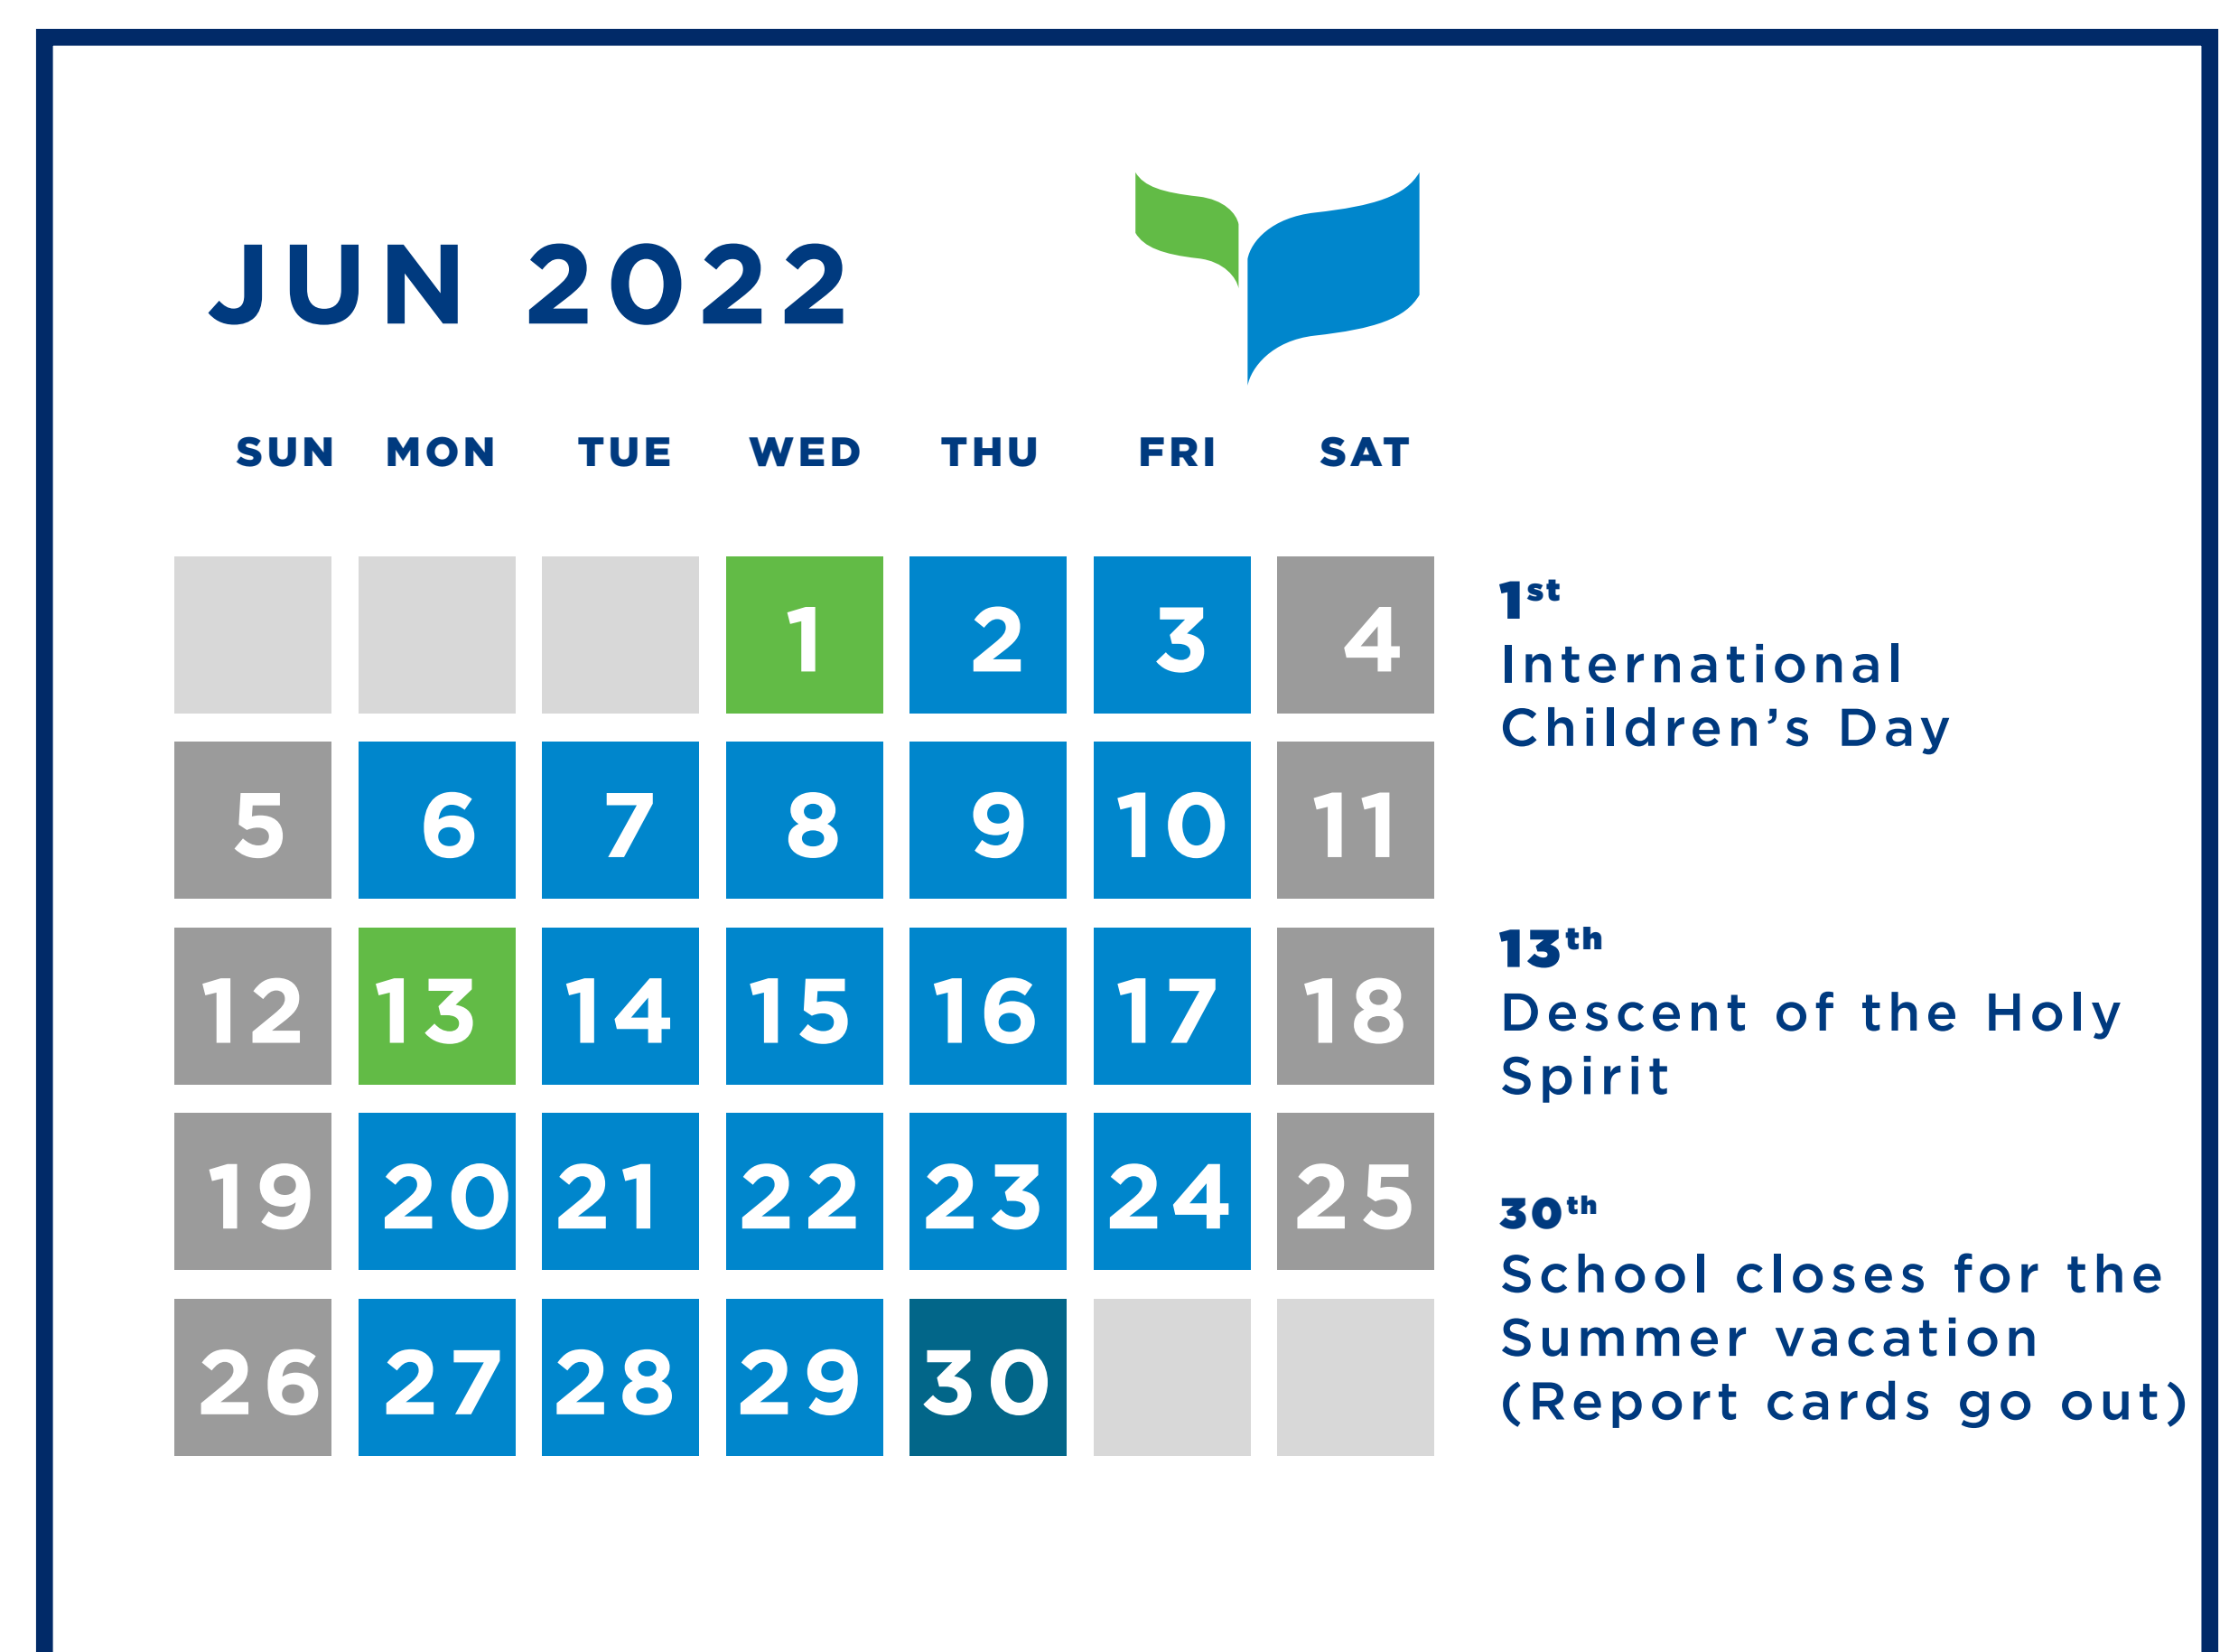 JUN 2022
SUN MON TUE WED THU FRI SAT
1 2 3 4
5 6 7 8 9 10 11
12 13 14 15 16 17 18
19 20 21 22 23 24 25
26 27 28 29 30
1st
International
Children’s Day
13th
Descent of the Holy
Spirit
30th
School closes for the
Summer vacation
(Report cards go out)